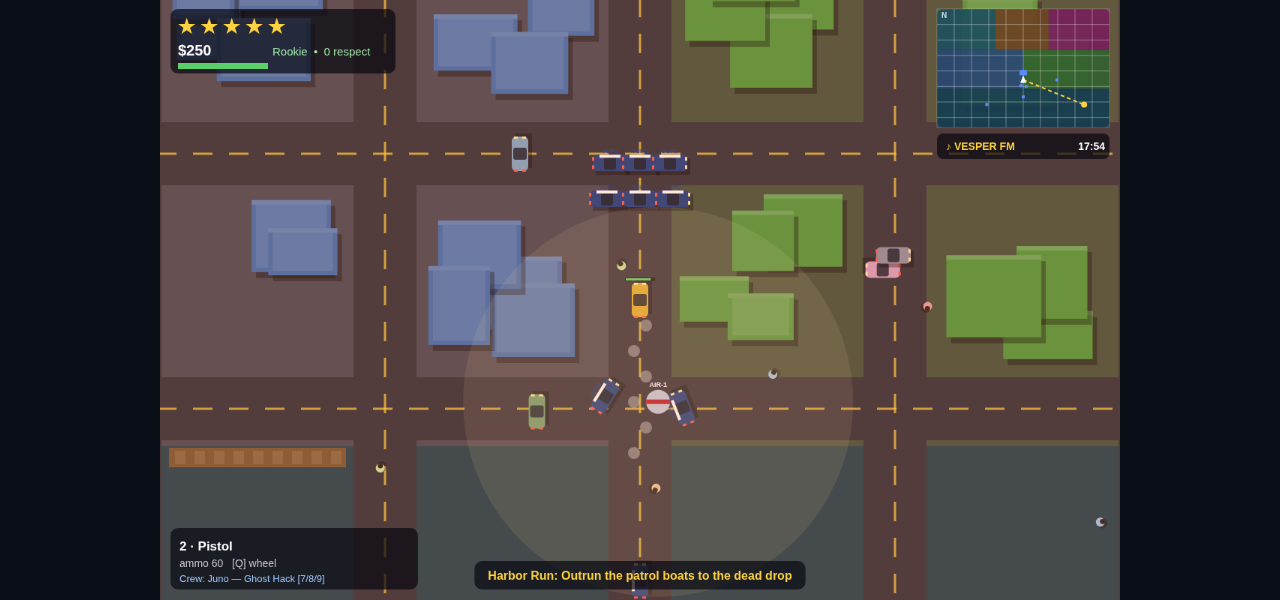 ★★★★★
$250
Rookie • 0 respect
N
♪ VESPER FM
17:54
AIR-1
2 · Pistol
ammo 60 [Q] wheel
Crew: Juno — Ghost Hack [7/8/9]
Harbor Run: Outrun the patrol boats to the dead drop